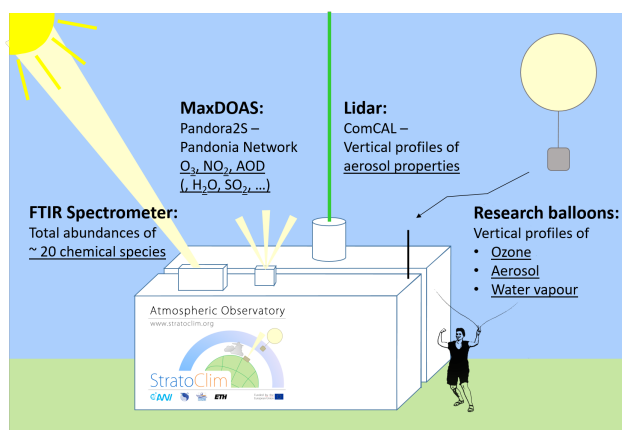 MaxDOAS:
Pandora2S –
Pandonia Network
O₃, NO₂, AOD
(, H₂O, SO₂, …)
Lidar:
ComCAL –
Vertical profiles of
aerosol properties
FTIR Spectrometer:
Total abundances of
~ 20 chemical species
Research balloons:
Vertical profiles of
• Ozone
• Aerosol
• Water vapour
Atmospheric Observatory
www.stratoclim.org
StratoClim
AWI
ETH